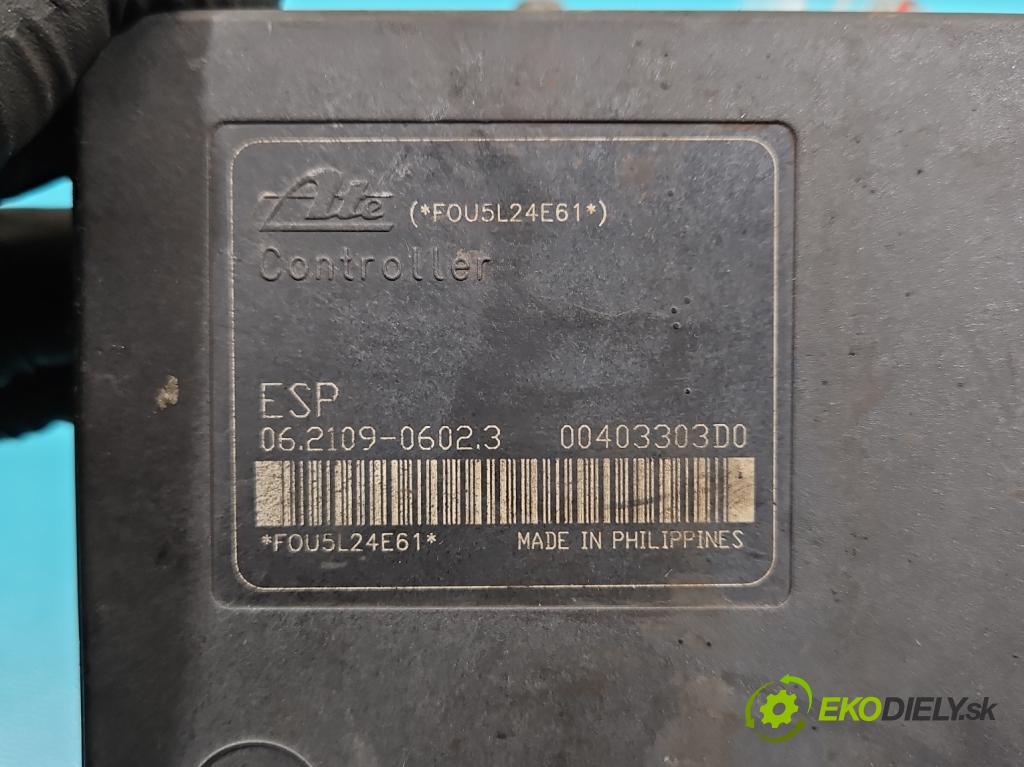 Ate (*FOU5L24E61*)
Controller
ESP
06.2109-0602.3 00403303D0
*FOU5L24E61* MADE IN PHILIPPINES
EKODIELY.sk